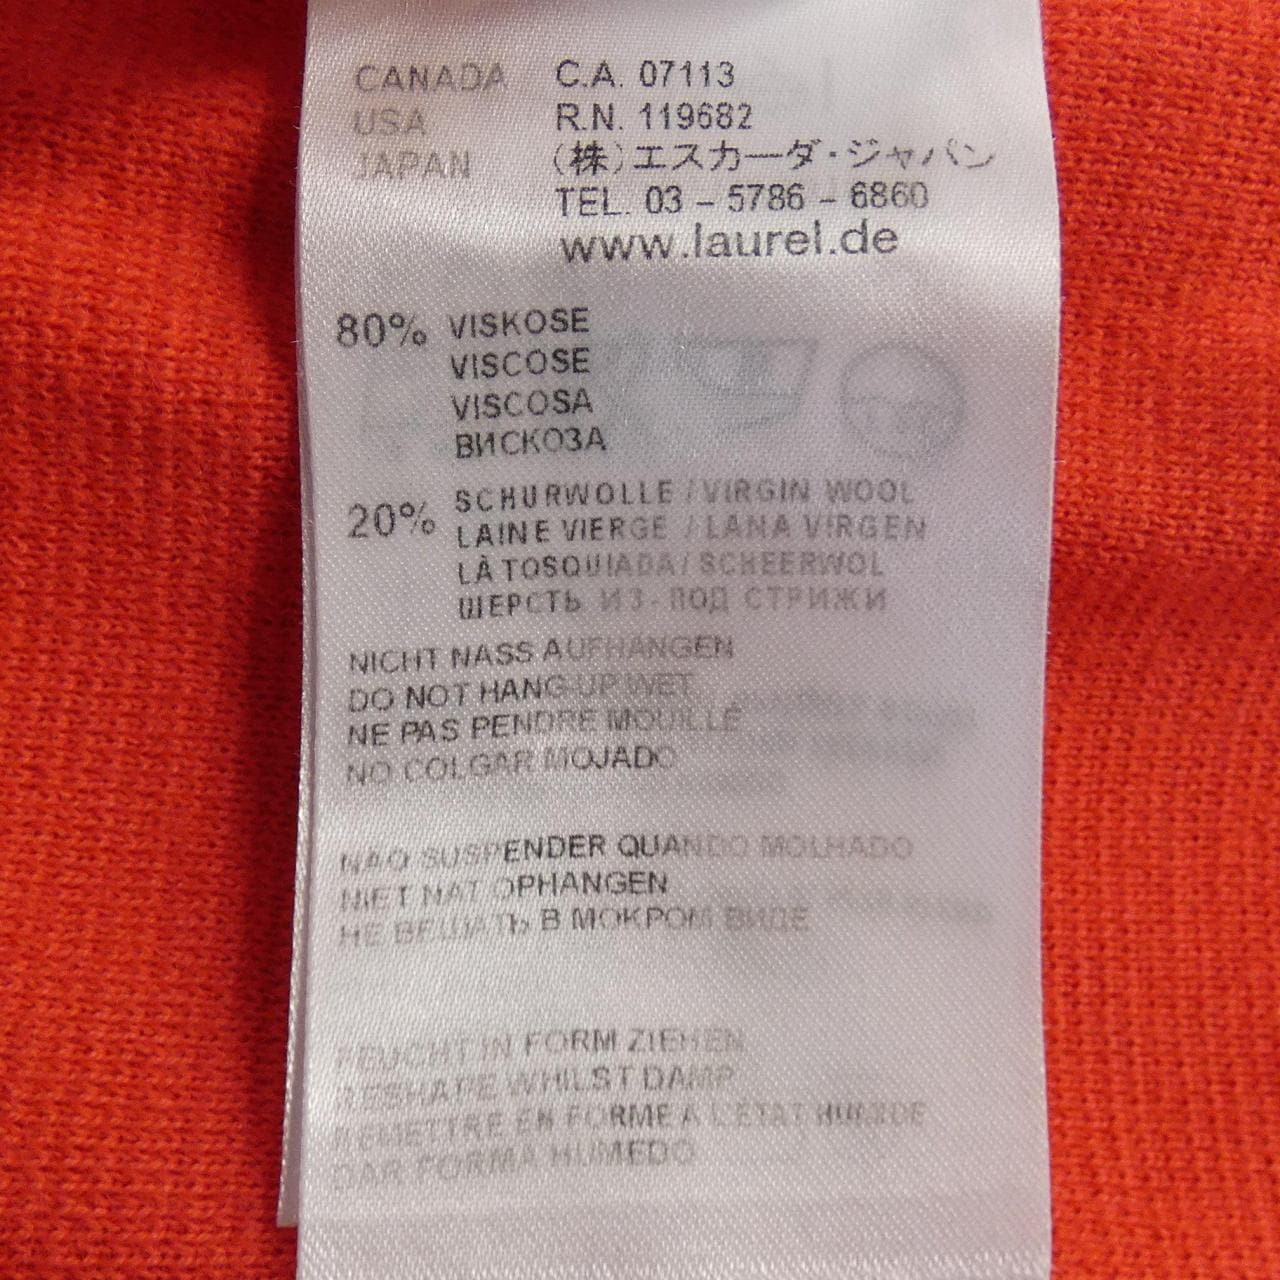 CANADA C.A. 07113
USA R.N. 119682
JAPAN (株)エスカーダ・ジャパン
TEL. 03 - 5786 - 6860
www.laurel.de
80% VISKOSE
VISCOSE
VISCOSA
ВИСКОЗА
20% SCHURWOLLE / VIRGIN WOOL
LAINE VIERGE / LANA VIRGEN
LÃ TOSQUIADA / SCHEERWOL
ШЕРСТЬ ИЗ-ПОД СТРИЖКИ
NICHT NASS AUFHÄNGEN
DO NOT HANG-UP WET
NE PAS PENDRE MOUILLÉ
NO COLGAR MOJADO
NÃO SUSPENDER QUANDO MOLHADO
NIET NAT OPHANGEN
НЕ ВЕШАТЬ В МОКРОМ ВИДЕ
FEUCHT IN FORM ZIEHEN
RESHAPE WHILST DAMP
REMETTRE EN FORME A L'ÉTAT HUMIDE
DAR FORMA HUMEDO